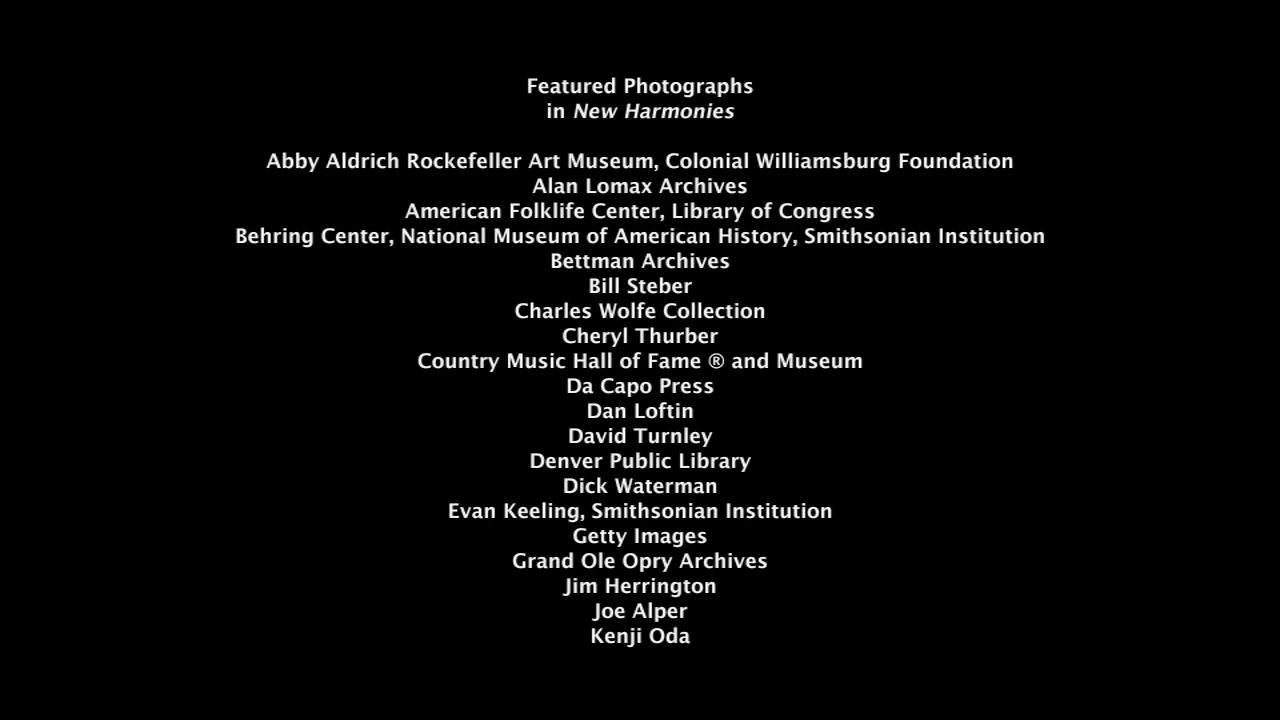 Featured Photographs
in New Harmonies
Abby Aldrich Rockefeller Art Museum, Colonial Williamsburg Foundation
Alan Lomax Archives
American Folklife Center, Library of Congress
Behring Center, National Museum of American History, Smithsonian Institution
Bettman Archives
Bill Steber
Charles Wolfe Collection
Cheryl Thurber
Country Music Hall of Fame ® and Museum
Da Capo Press
Dan Loftin
David Turnley
Denver Public Library
Dick Waterman
Evan Keeling, Smithsonian Institution
Getty Images
Grand Ole Opry Archives
Jim Herrington
Joe Alper
Kenji Oda